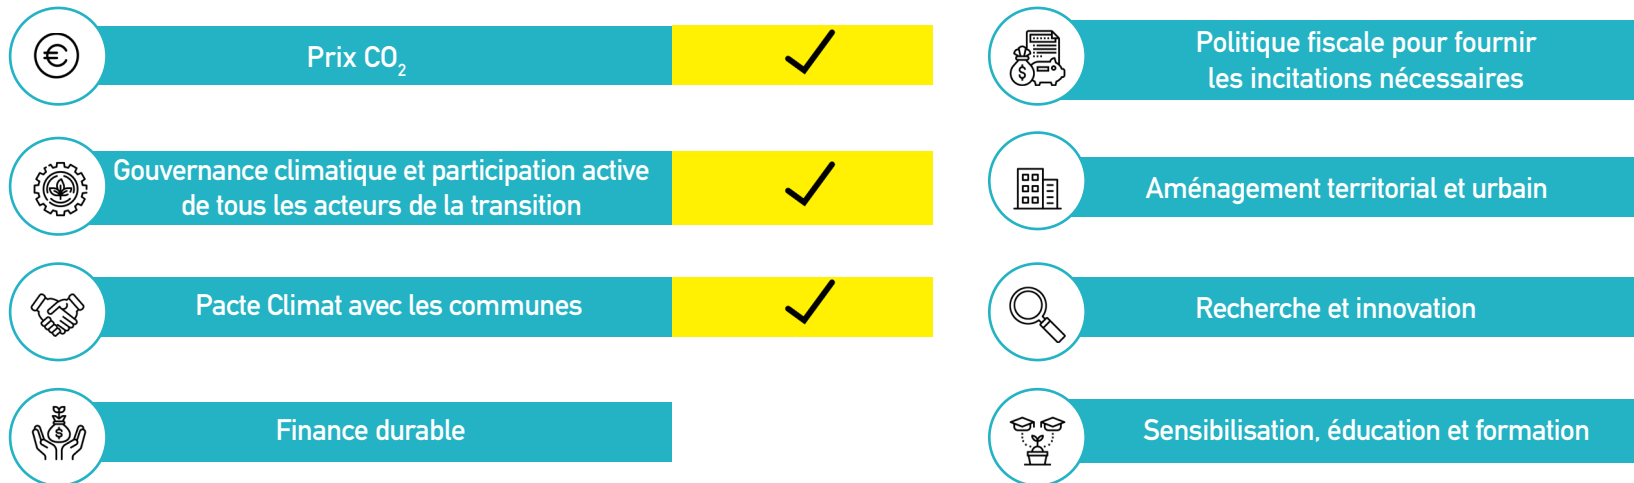 Prix CO₂
Gouvernance climatique et participation active
de tous les acteurs de la transition
Pacte Climat avec les communes
Finance durable
Politique fiscale pour fournir
les incitations nécessaires
Aménagement territorial et urbain
Recherche et innovation
Sensibilisation, éducation et formation